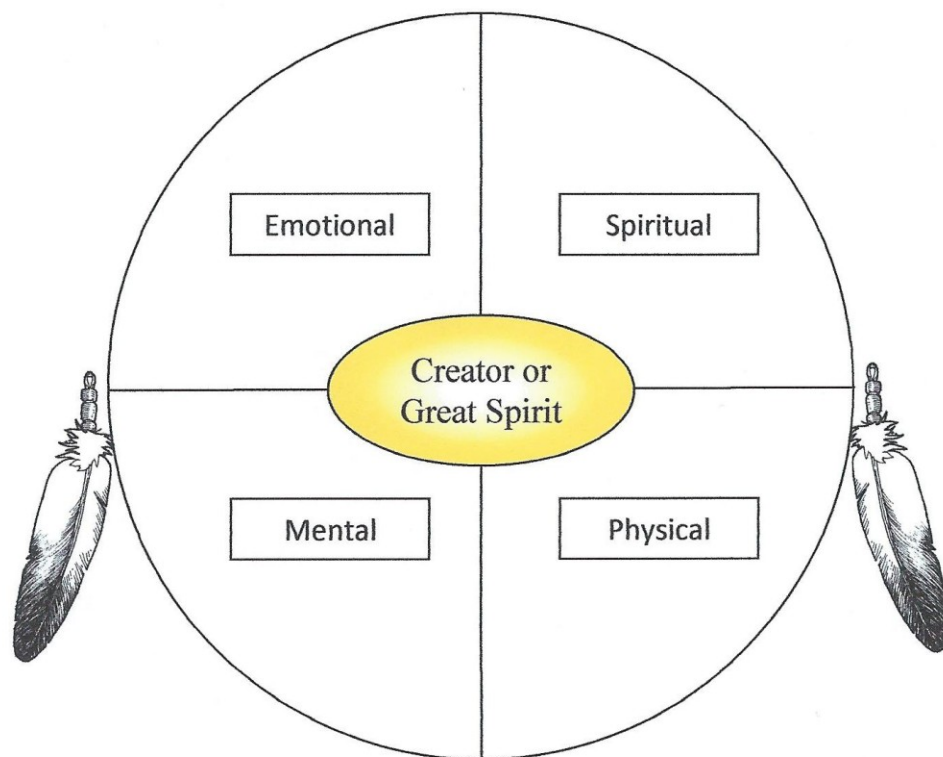 Emotional
Spiritual
Creator or
Great Spirit
Mental
Physical